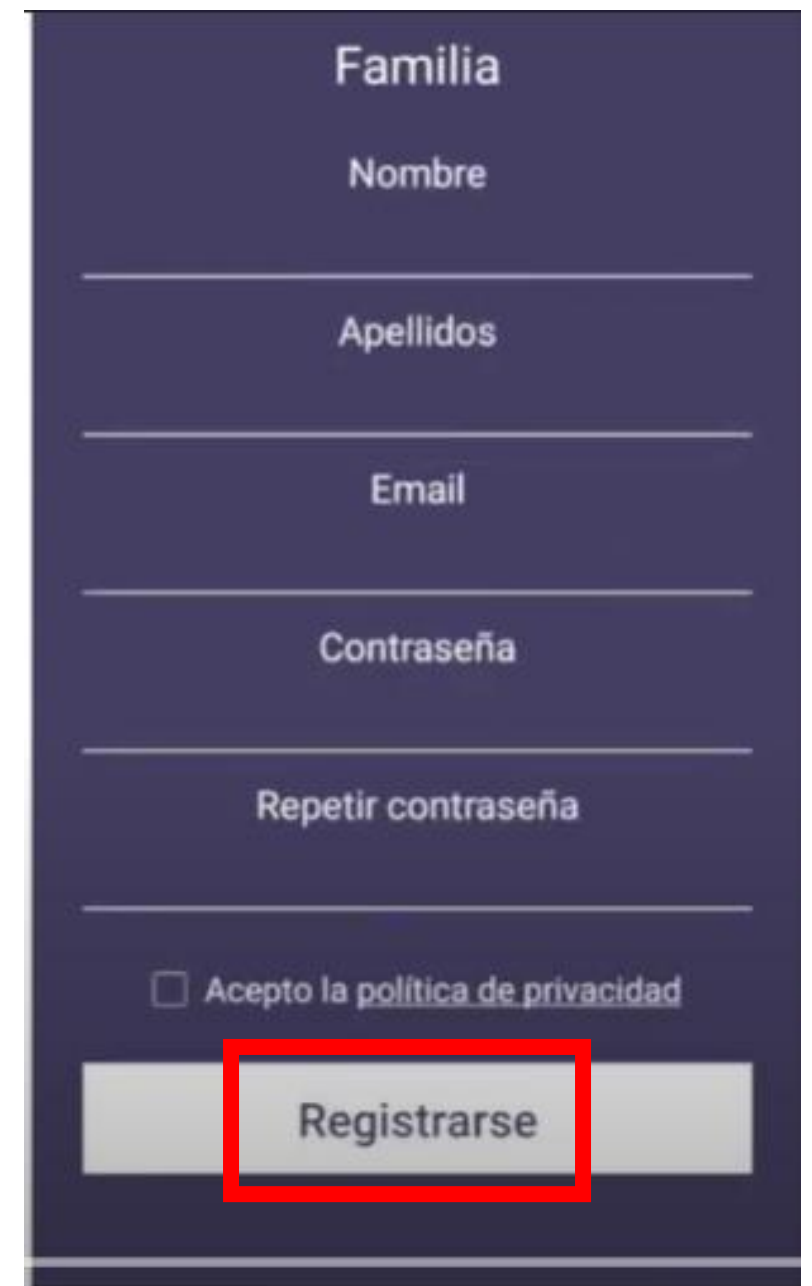 Familia
Nombre
Apellidos
Email
Contraseña
Repetir contraseña
Acepto la política de privacidad
Registrarse